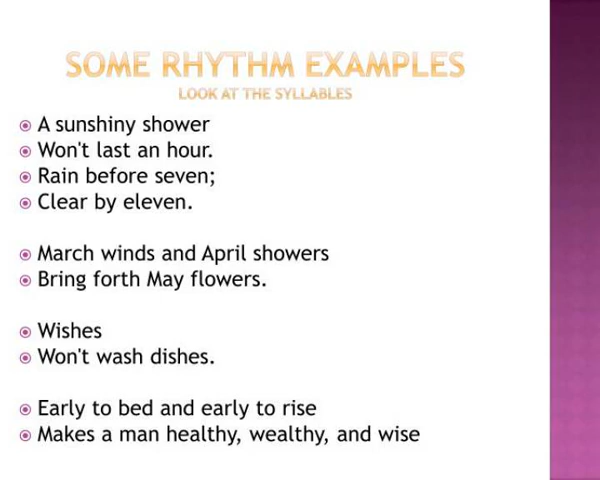 SOME RHYTHM EXAMPLES
LOOK AT THE SYLLABLES
A sunshiny shower
Won't last an hour.
Rain before seven;
Clear by eleven.
March winds and April showers
Bring forth May flowers.
Wishes
Won't wash dishes.
Early to bed and early to rise
Makes a man healthy, wealthy, and wise